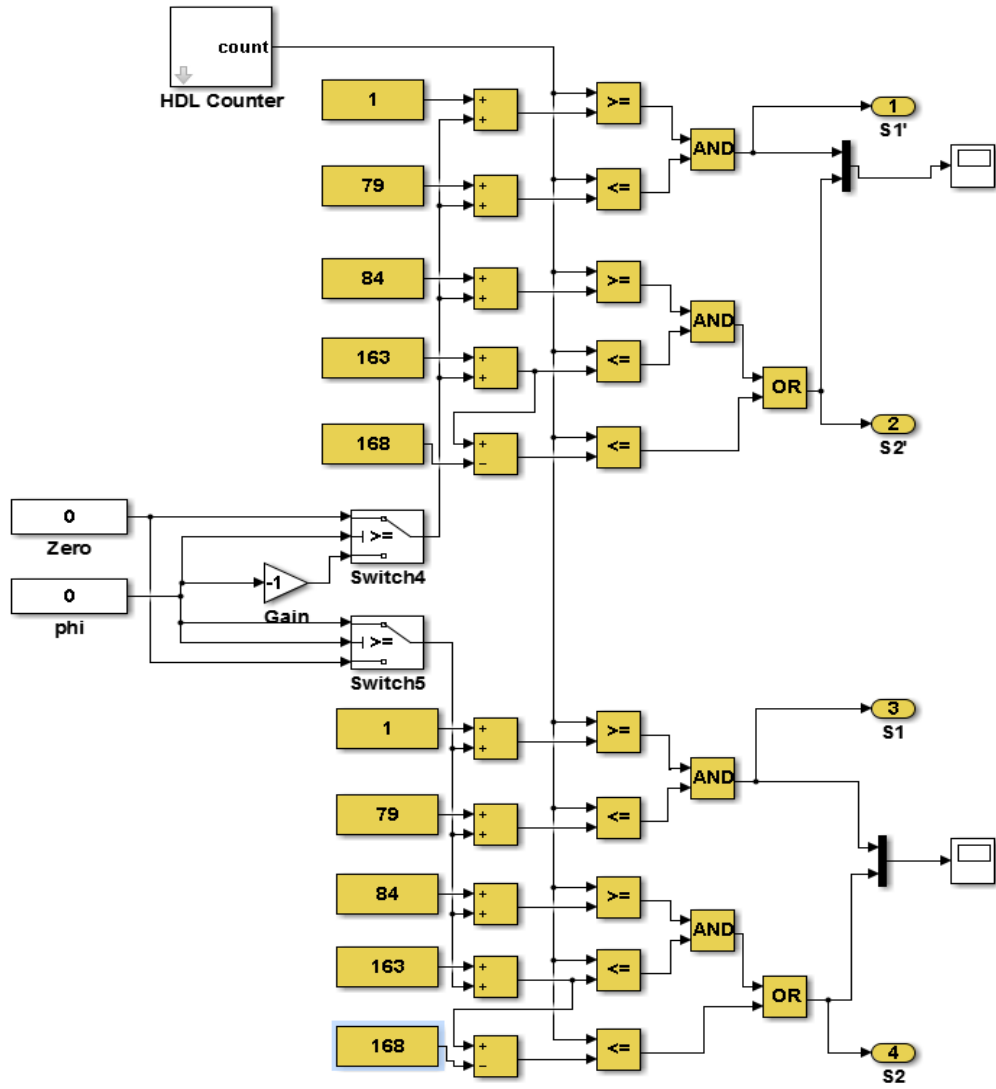 count
HDL Counter
1
+
+
>=
AND
1
S1'
79
+
+
<=
84
+
+
>=
AND
163
+
+
<=
OR
168
+
−
<=
2
S2'
0
Zero
>=
Switch4
-1
Gain
0
phi
>=
Switch5
1
+
+
>=
AND
3
S1
79
+
+
<=
84
+
+
>=
AND
163
+
+
<=
OR
168
+
−
<=
4
S2